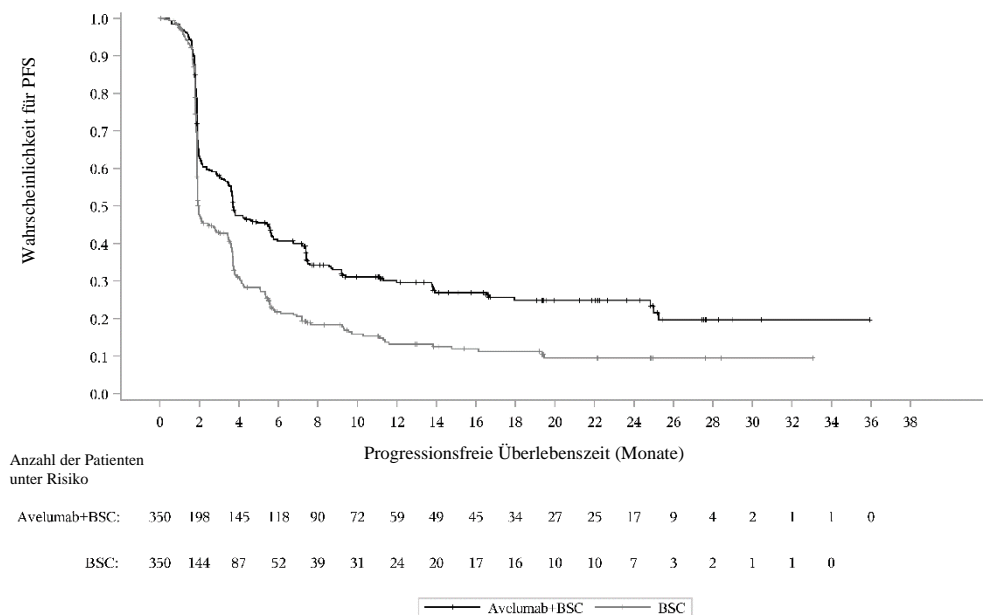 1.0
0.9
0.8
0.7
0.6
0.5
0.4
0.3
0.2
0.1
0.0
Wahrscheinlichkeit für PFS
0 2 4 6 8 10 12 14 16 18 20 22 24 26 28 30 32 34 36 38
Progressionsfreie Überlebenszeit (Monate)
Anzahl der Patienten
unter Risiko
Avelumab+BSC: 350 198 145 118 90 72 59 49 45 34 27 25 17 9 4 2 1 1 0
BSC: 350 144 87 52 39 31 24 20 17 16 10 10 7 3 2 1 1 0
Avelumab+BSC BSC